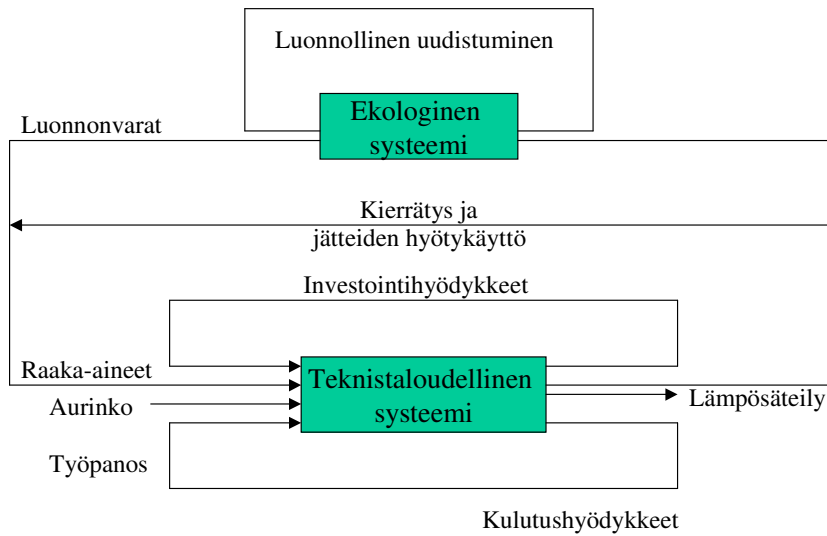 Luonnollinen uudistuminen
Ekologinen
systeemi
Luonnonvarat
Kierrätys ja
jätteiden hyötykäyttö
Investointihyödykkeet
Raaka-aineet
Teknistaloudellinen
systeemi
Aurinko
Lämpösäteily
Työpanos
Kulutushyödykkeet